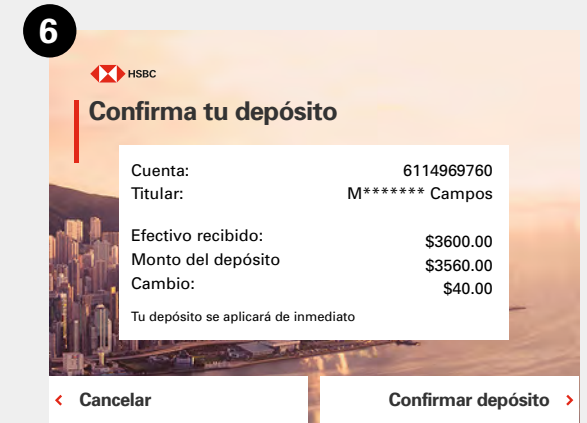 6
HSBC
Confirma tu depósito
Cuenta: 6114969760
Titular: M******* Campos
Efectivo recibido: $3600.00
Monto del depósito $3560.00
Cambio: $40.00
Tu depósito se aplicará de inmediato
< Cancelar Confirmar depósito >